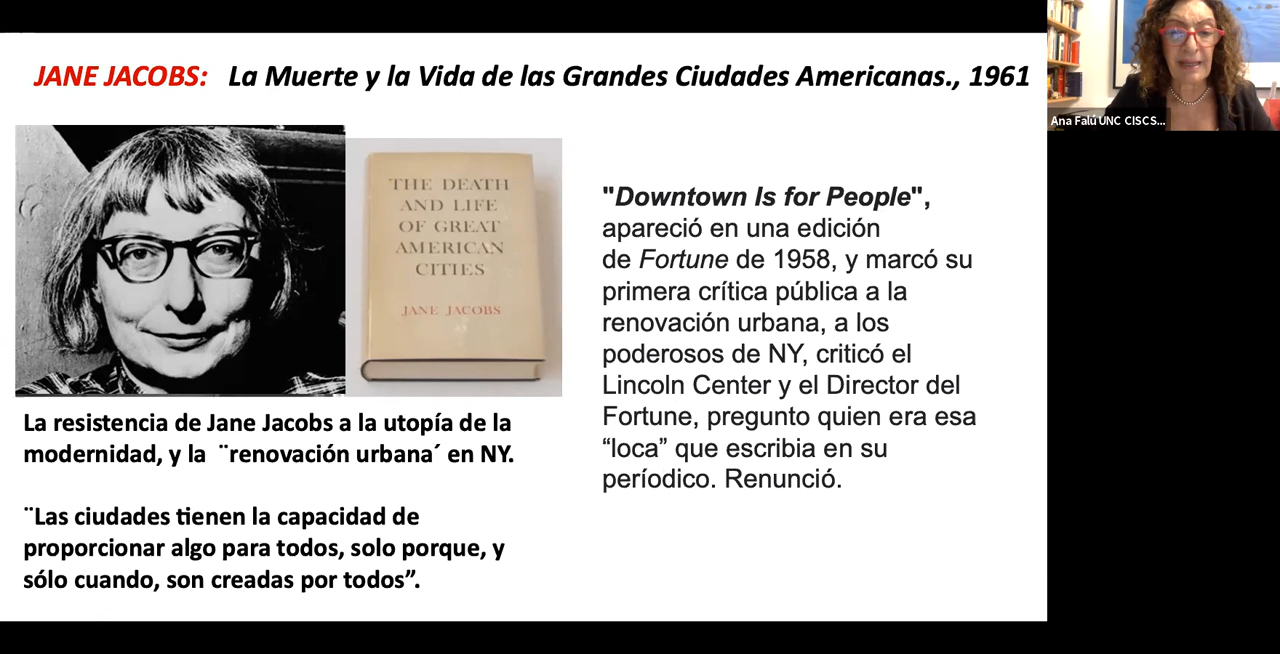 JANE JACOBS: La Muerte y la Vida de las Grandes Ciudades Americanas., 1961
Ana Falú UNC CISCS...
THE DEATH
AND LIFE
OF GREAT
AMERICAN
CITIES
JANE JACOBS
"Downtown Is for People",
apareció en una edición
de Fortune de 1958, y marcó su
primera crítica pública a la
renovación urbana, a los
poderosos de NY, criticó el
Lincoln Center y el Director del
Fortune, pregunto quien era esa
“loca” que escribia en su
períodico. Renunció.
La resistencia de Jane Jacobs a la utopía de la
modernidad, y la ¨renovación urbana´ en NY.
¨Las ciudades tienen la capacidad de
proporcionar algo para todos, solo porque, y
sólo cuando, son creadas por todos”.